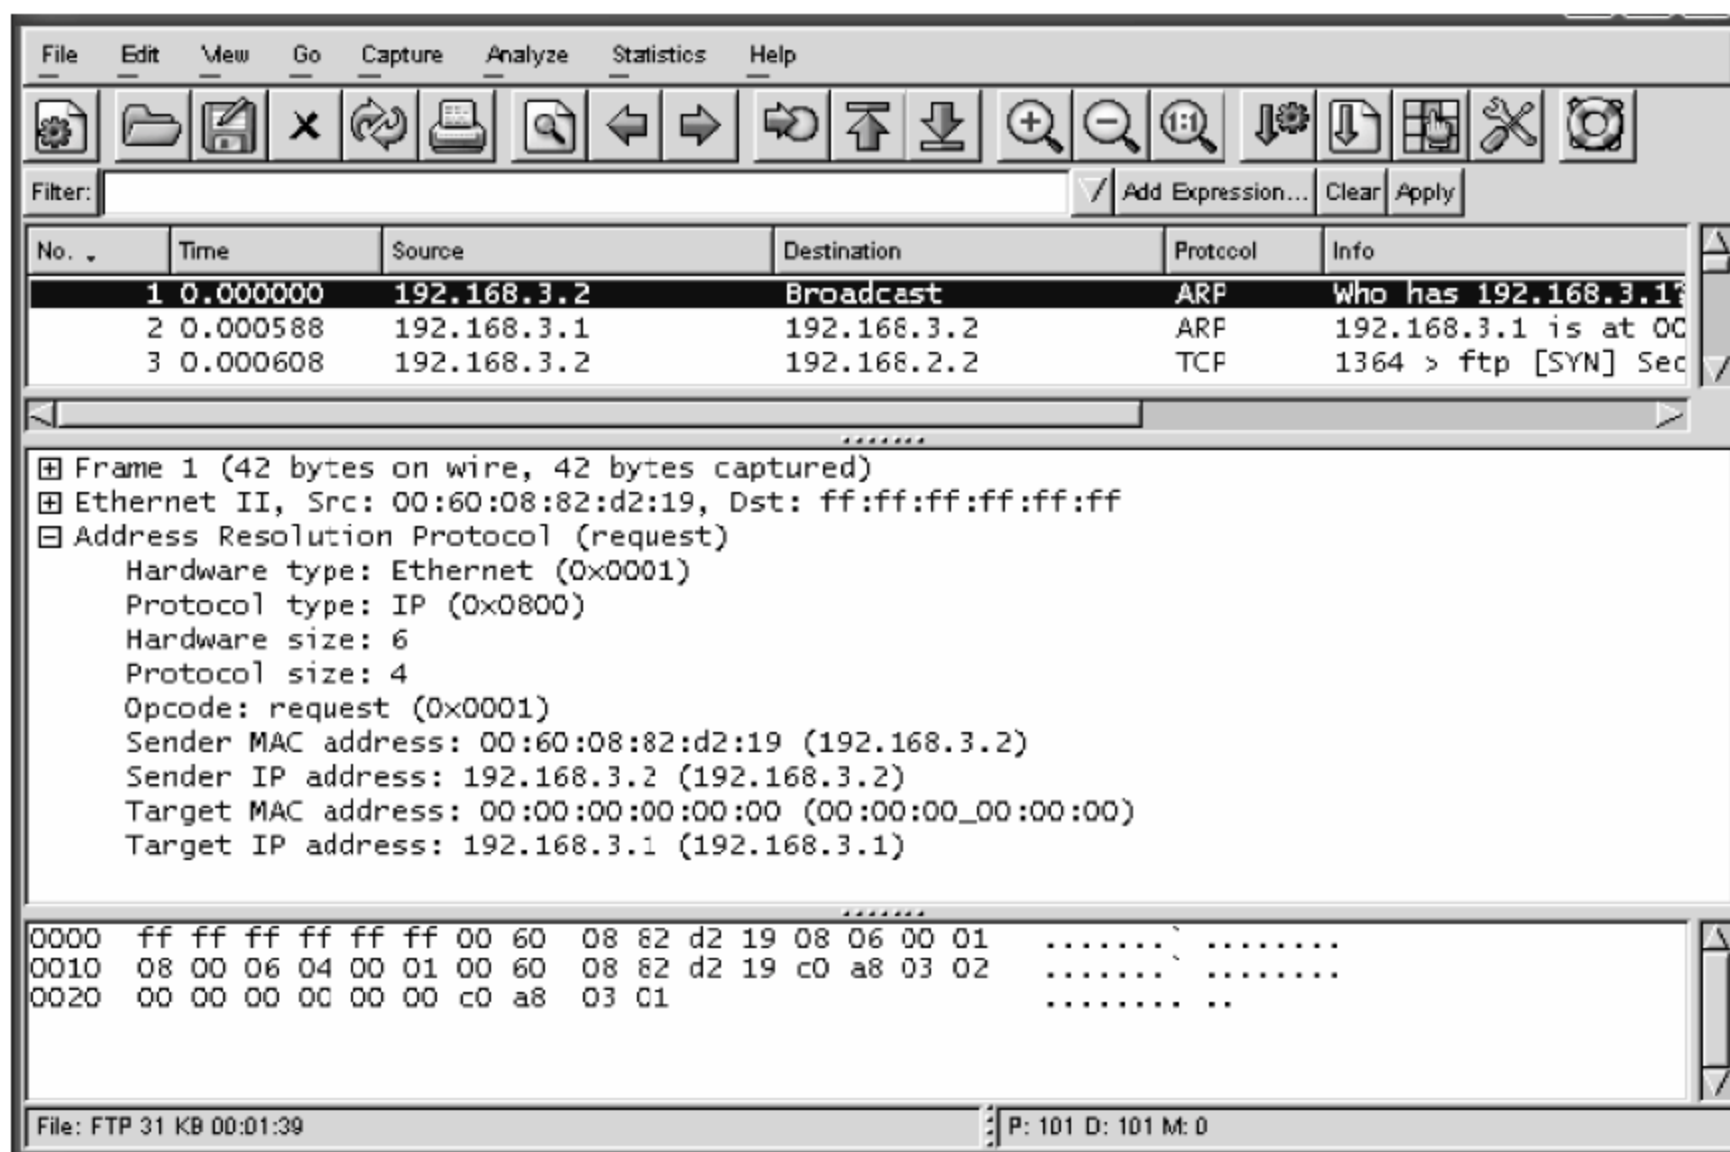 File Edit View Go Capture Analyze Statistics Help
1:1
Filter: Add Expression... Clear Apply
No. Time Source Destination Protocol Info
1 0.000000 192.168.3.2 Broadcast ARP Who has 192.168.3.1?
2 0.000588 192.168.3.1 192.168.3.2 ARP 192.168.3.1 is at 00
3 0.000608 192.168.3.2 192.168.2.2 TCP 1364 > ftp [SYN] Seq
Frame 1 (42 bytes on wire, 42 bytes captured)
Ethernet II, Src: 00:60:08:82:d2:19, Dst: ff:ff:ff:ff:ff:ff
Address Resolution Protocol (request)
Hardware type: Ethernet (0x0001)
Protocol type: IP (0x0800)
Hardware size: 6
Protocol size: 4
Opcode: request (0x0001)
Sender MAC address: 00:60:08:82:d2:19 (192.168.3.2)
Sender IP address: 192.168.3.2 (192.168.3.2)
Target MAC address: 00:00:00:00:00:00 (00:00:00_00:00:00)
Target IP address: 192.168.3.1 (192.168.3.1)
0000 ff ff ff ff ff ff 00 60 08 82 d2 19 08 06 00 01 .......` ........
0010 08 00 06 04 00 01 00 60 08 82 d2 19 c0 a8 03 02 .......` ........
0020 00 00 00 00 00 00 c0 a8 03 01 ........ ..
File: FTP 31 KB 00:01:39 P: 101 D: 101 M: 0